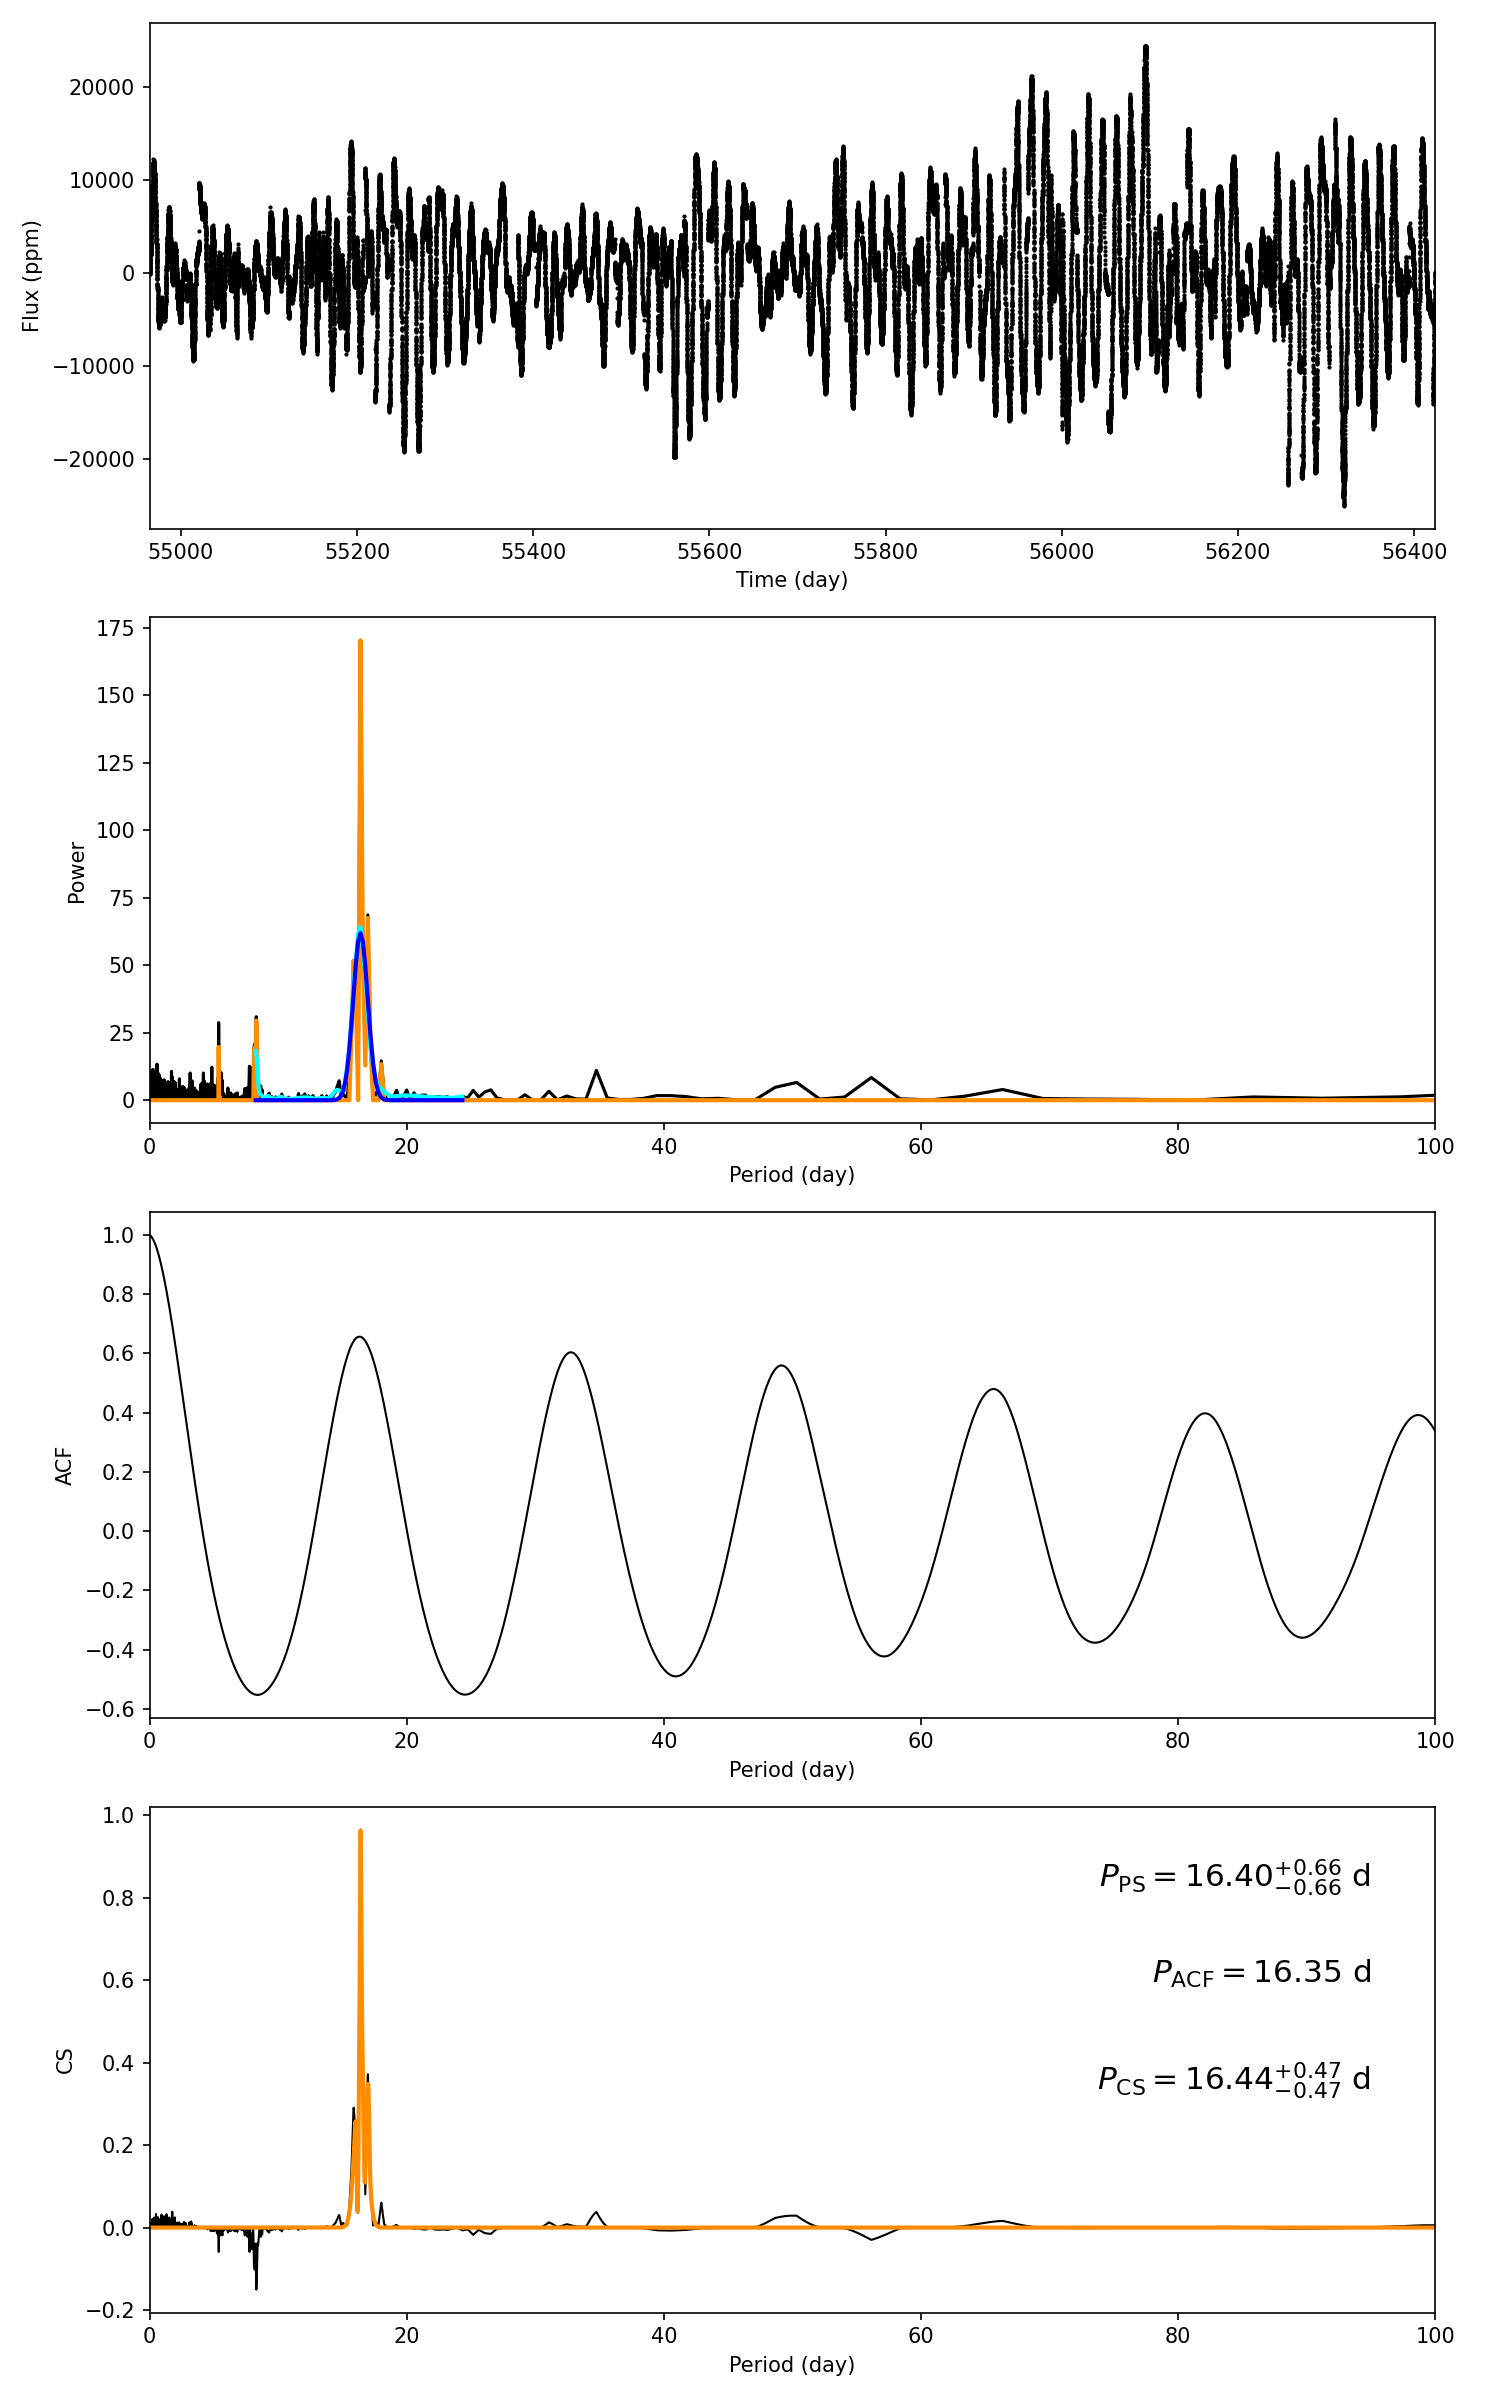 20000
10000
0
−10000
−20000
Flux (ppm)
55000 55200 55400 55600 55800 56000 56200 56400
Time (day)
175
150
125
100
75
50
25
0
Power
0 20 40 60 80 100
Period (day)
1.0
0.8
0.6
0.4
0.2
0.0
−0.2
−0.4
−0.6
ACF
0 20 40 60 80 100
Period (day)
1.0
0.8
0.6
0.4
0.2
0.0
−0.2
CS
P_PS = 16.40^{+0.66}_{−0.66} d
P_ACF = 16.35 d
P_CS = 16.44^{+0.47}_{−0.47} d
0 20 40 60 80 100
Period (day)